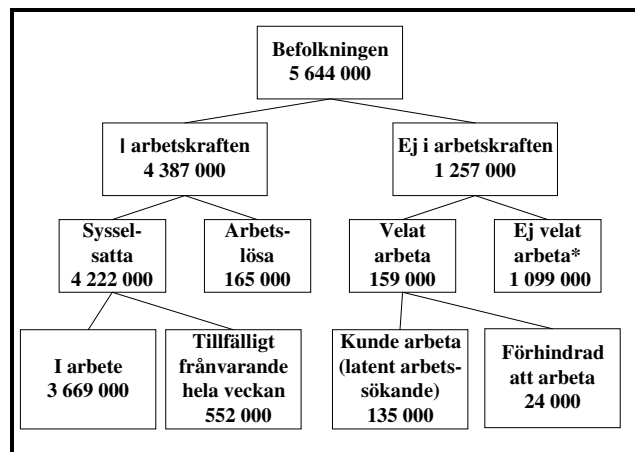 Befolkningen
5 644 000
I arbetskraften
4 387 000
Ej i arbetskraften
1 257 000
Syssel-
satta
4 222 000
Arbets-
lösa
165 000
Velat
arbeta
159 000
Ej velat
arbeta*
1 099 000
I arbete
3 669 000
Tillfälligt
frånvarande
hela veckan
552 000
Kunde arbeta
(latent arbets-
sökande)
135 000
Förhindrad
att arbeta
24 000